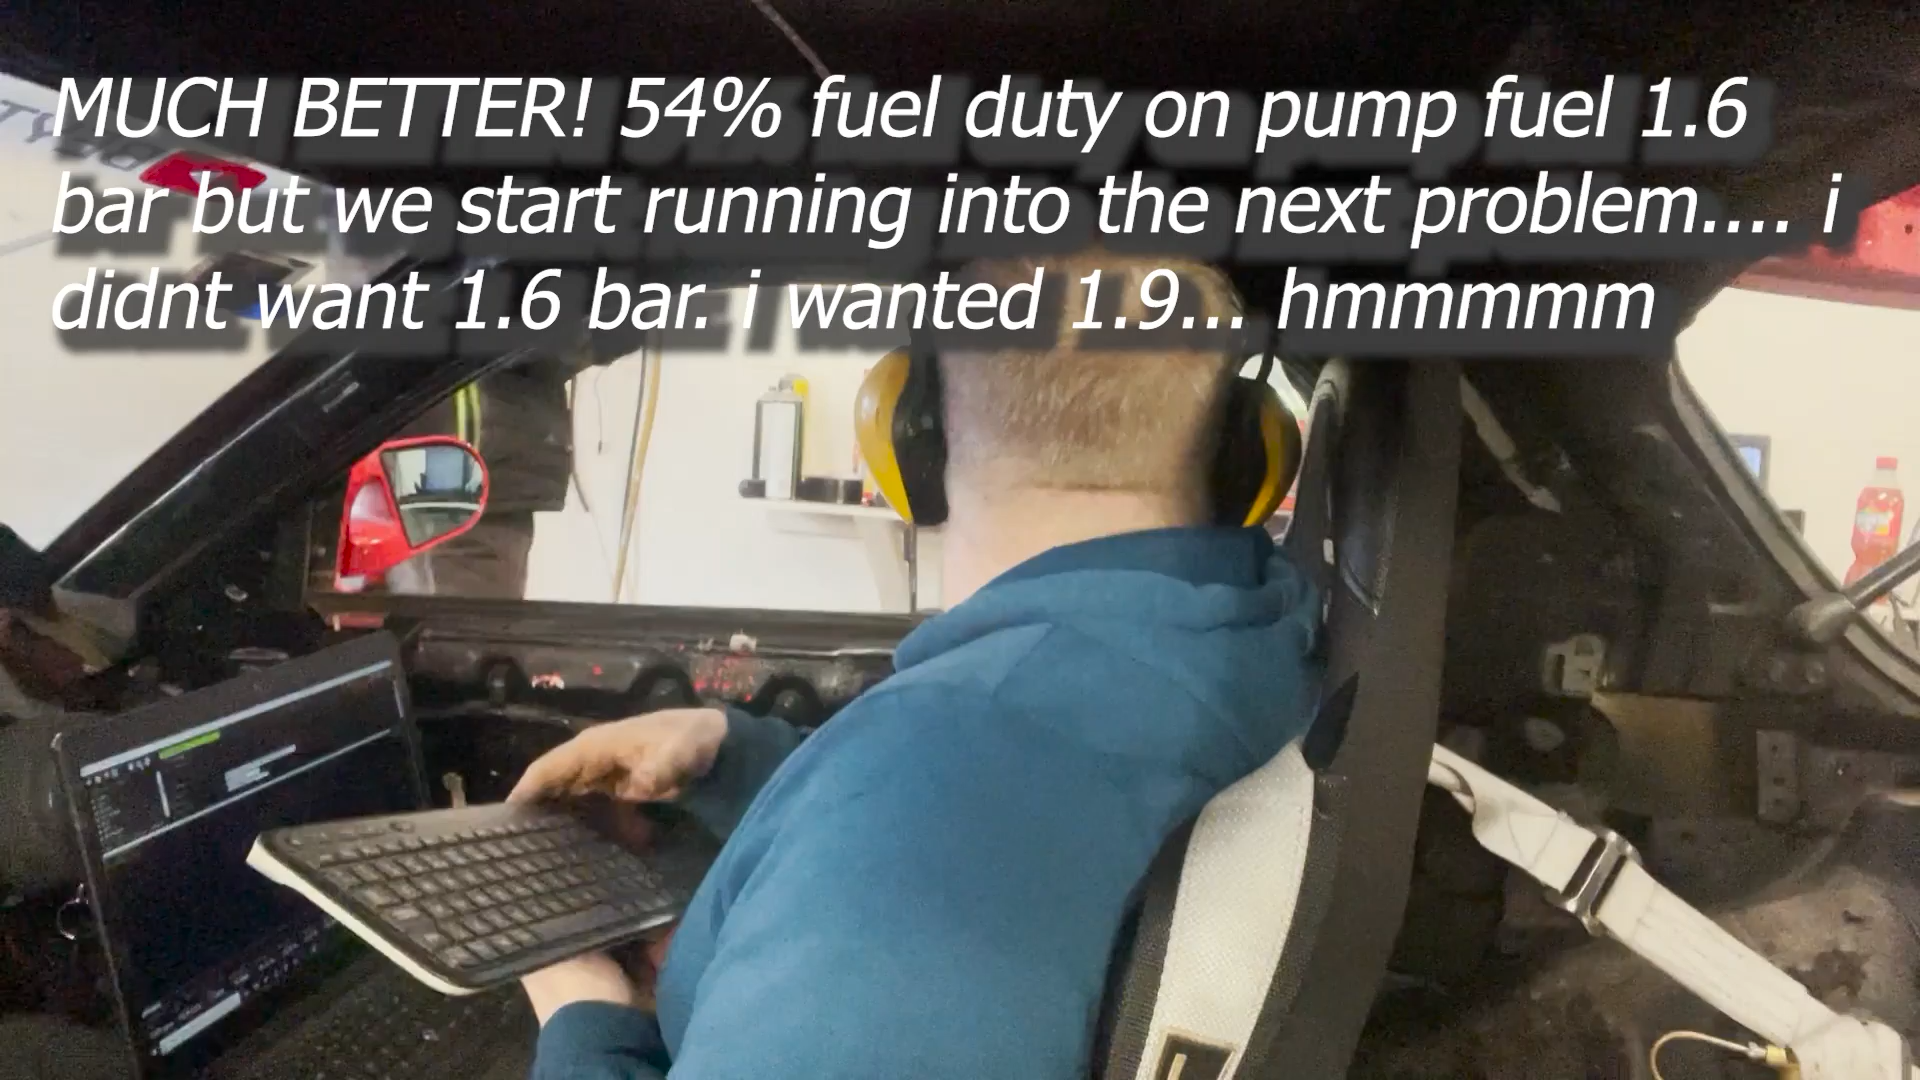 MUCH BETTER! 54% fuel duty on pump fuel 1.6
bar but we start running into the next problem.... i
didnt want 1.6 bar. i wanted 1.9... hmmmmm